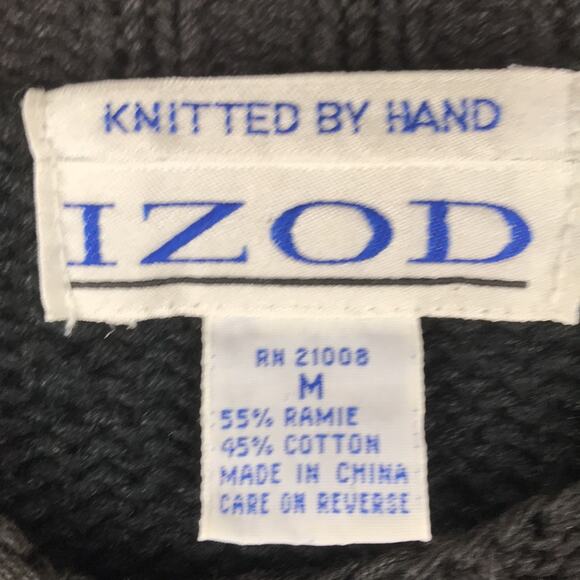 KNITTED BY HAND
IZOD
RN 21008
M
55% RAMIE
45% COTTON
MADE IN CHINA
CARE ON REVERSE